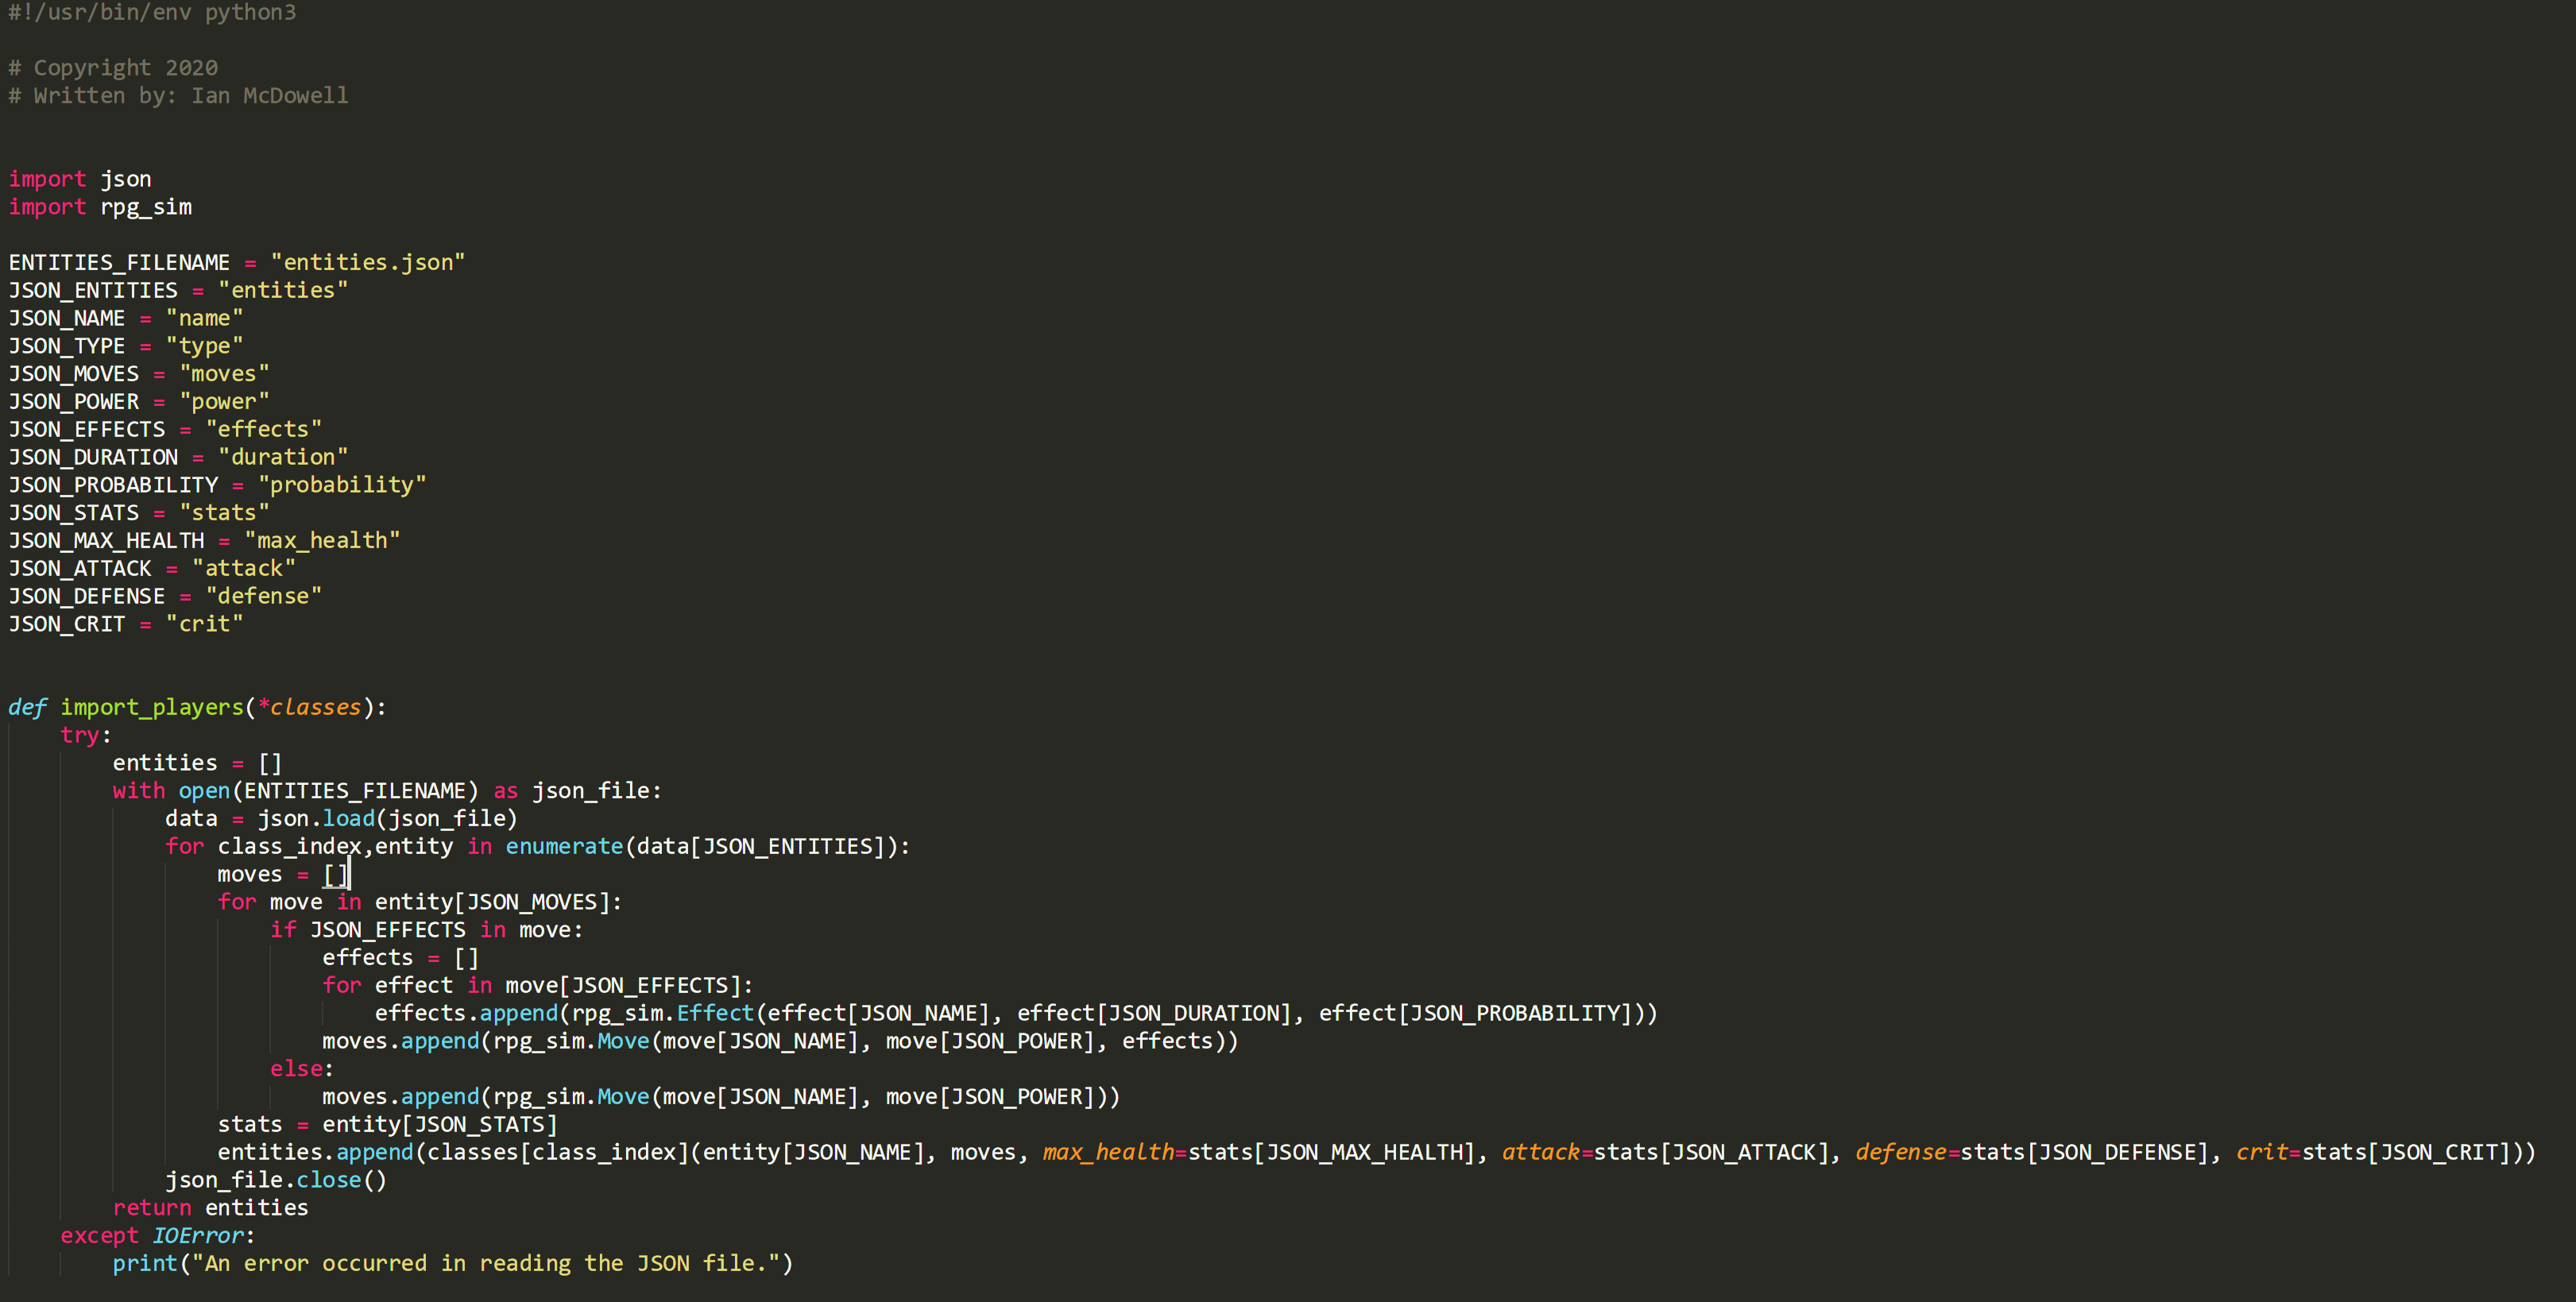 #!/usr/bin/env python3
# Copyright 2020
# Written by: Ian McDowell
import json
import rpg_sim
ENTITIES_FILENAME = "entities.json"
JSON_ENTITIES = "entities"
JSON_NAME = "name"
JSON_TYPE = "type"
JSON_MOVES = "moves"
JSON_POWER = "power"
JSON_EFFECTS = "effects"
JSON_DURATION = "duration"
JSON_PROBABILITY = "probability"
JSON_STATS = "stats"
JSON_MAX_HEALTH = "max_health"
JSON_ATTACK = "attack"
JSON_DEFENSE = "defense"
JSON_CRIT = "crit"
def import_players(*classes):
    try:
        entities = []
        with open(ENTITIES_FILENAME) as json_file:
            data = json.load(json_file)
            for class_index,entity in enumerate(data[JSON_ENTITIES]):
                moves = []
                for move in entity[JSON_MOVES]:
                    if JSON_EFFECTS in move:
                        effects = []
                        for effect in move[JSON_EFFECTS]:
                            effects.append(rpg_sim.Effect(effect[JSON_NAME], effect[JSON_DURATION], effect[JSON_PROBABILITY]))
                        moves.append(rpg_sim.Move(move[JSON_NAME], move[JSON_POWER], effects))
                    else:
                        moves.append(rpg_sim.Move(move[JSON_NAME], move[JSON_POWER]))
                stats = entity[JSON_STATS]
                entities.append(classes[class_index](entity[JSON_NAME], moves, max_health=stats[JSON_MAX_HEALTH], attack=stats[JSON_ATTACK], defense=stats[JSON_DEFENSE], crit=stats[JSON_CRIT]))
            json_file.close()
        return entities
    except IOError:
        print("An error occurred in reading the JSON file.")